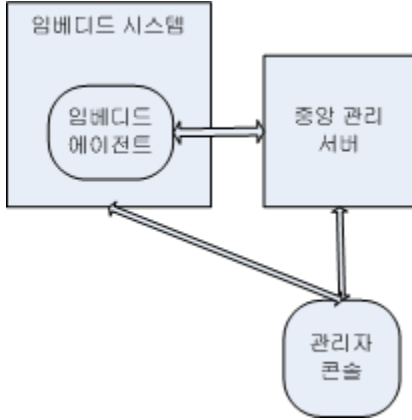 임베디드 시스템
임베디드
에이전트
중앙 관리
서버
관리자
콘솔